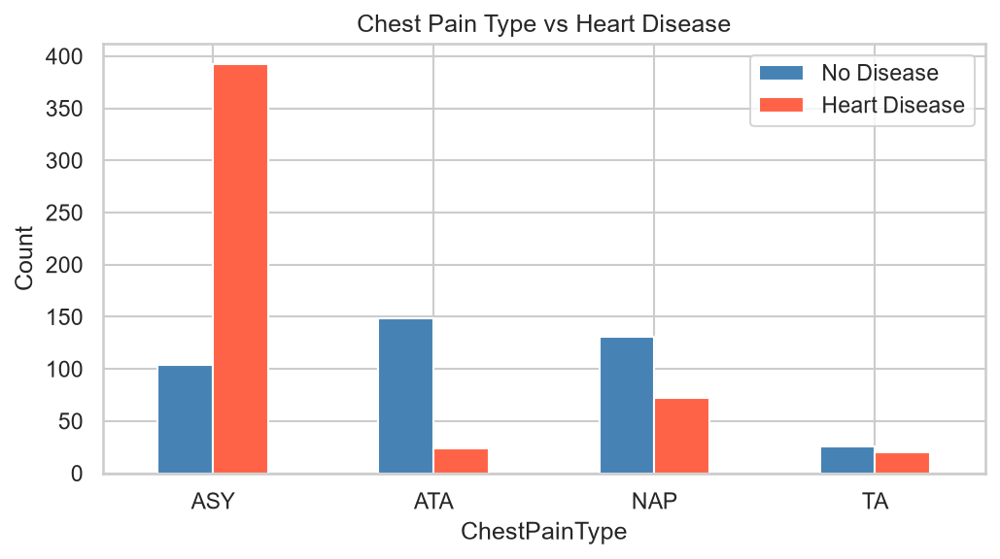 Chest Pain Type vs Heart Disease
No Disease
Heart Disease
Count
400
350
300
250
200
150
100
50
0
ASY ATA NAP TA
ChestPainType